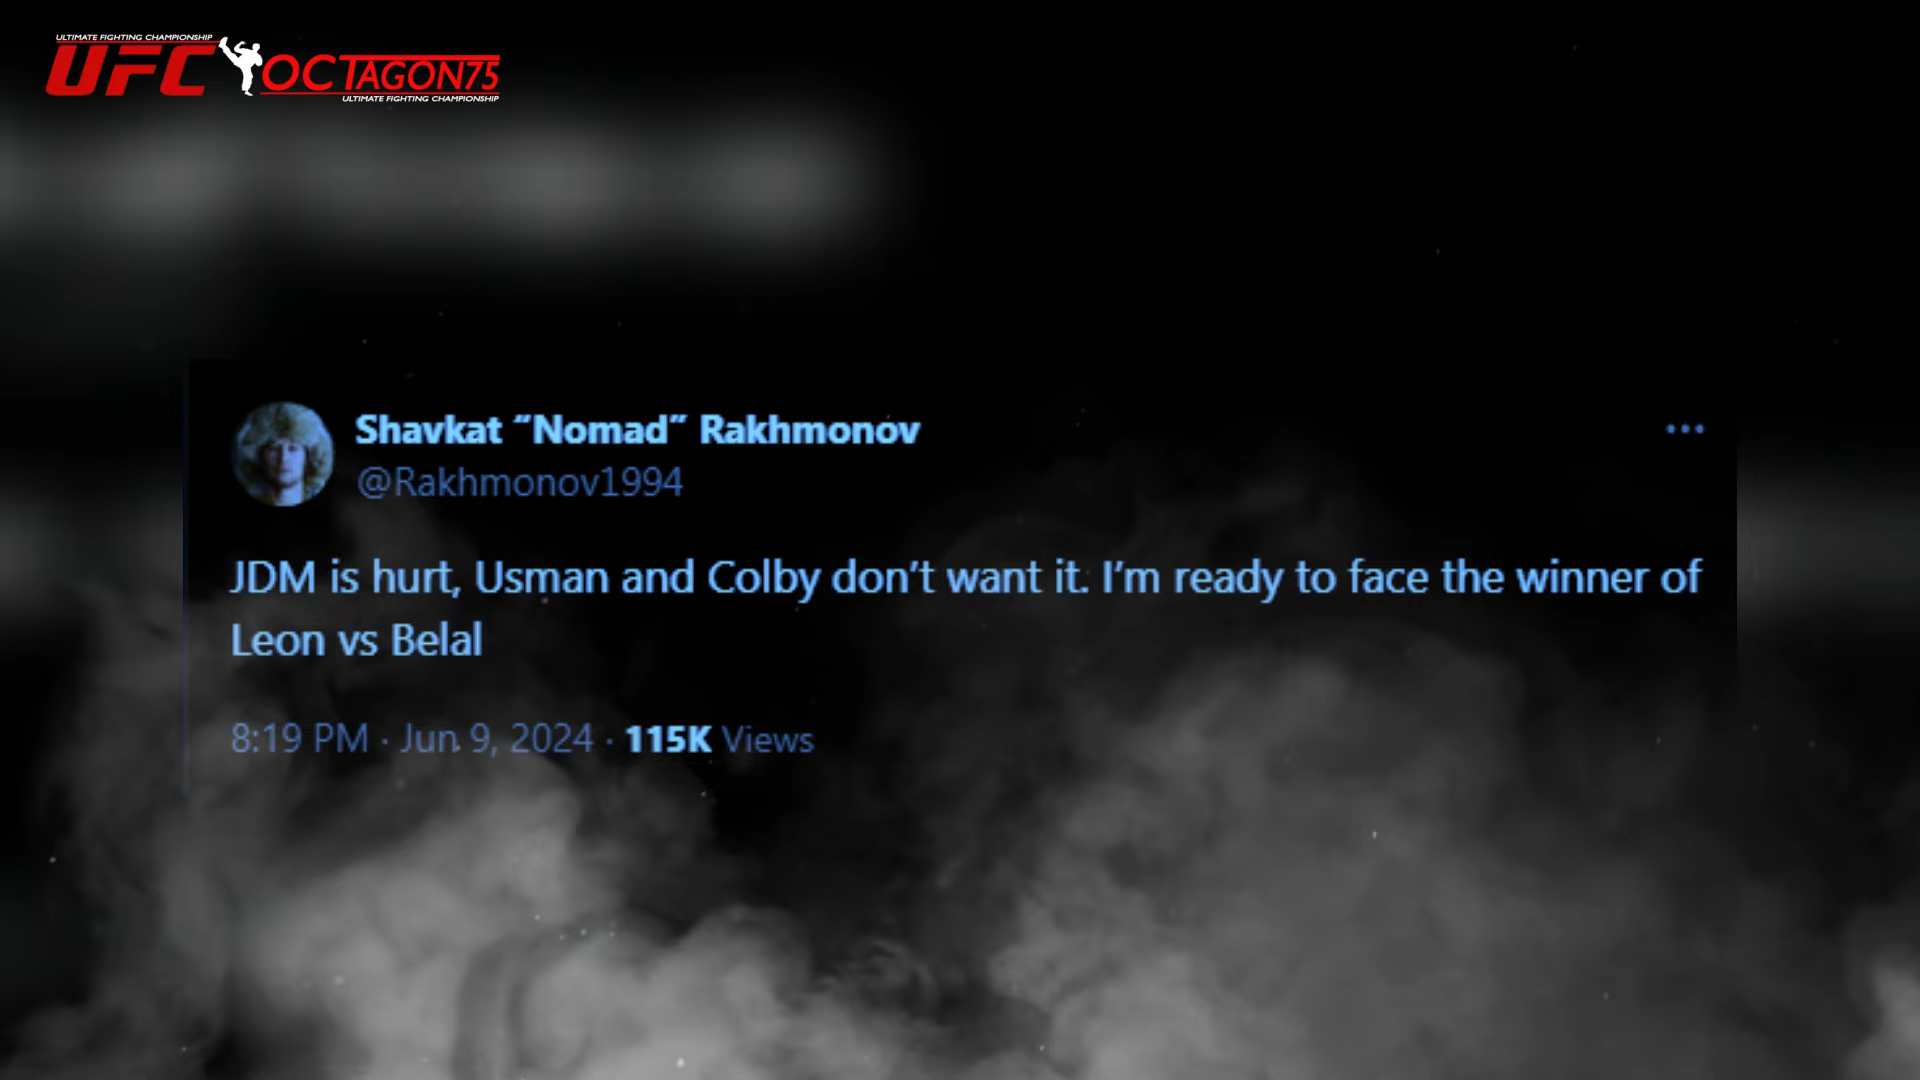 ULTIMATE FIGHTING CHAMPIONSHIP
UFC OCTAGON75
ULTIMATE FIGHTING CHAMPIONSHIP
Shavkat “Nomad” Rakhmonov
@Rakhmonov1994
JDM is hurt, Usman and Colby don’t want it. I’m ready to face the winner of
Leon vs Belal
8:19 PM · Jun 9, 2024 · 115K Views